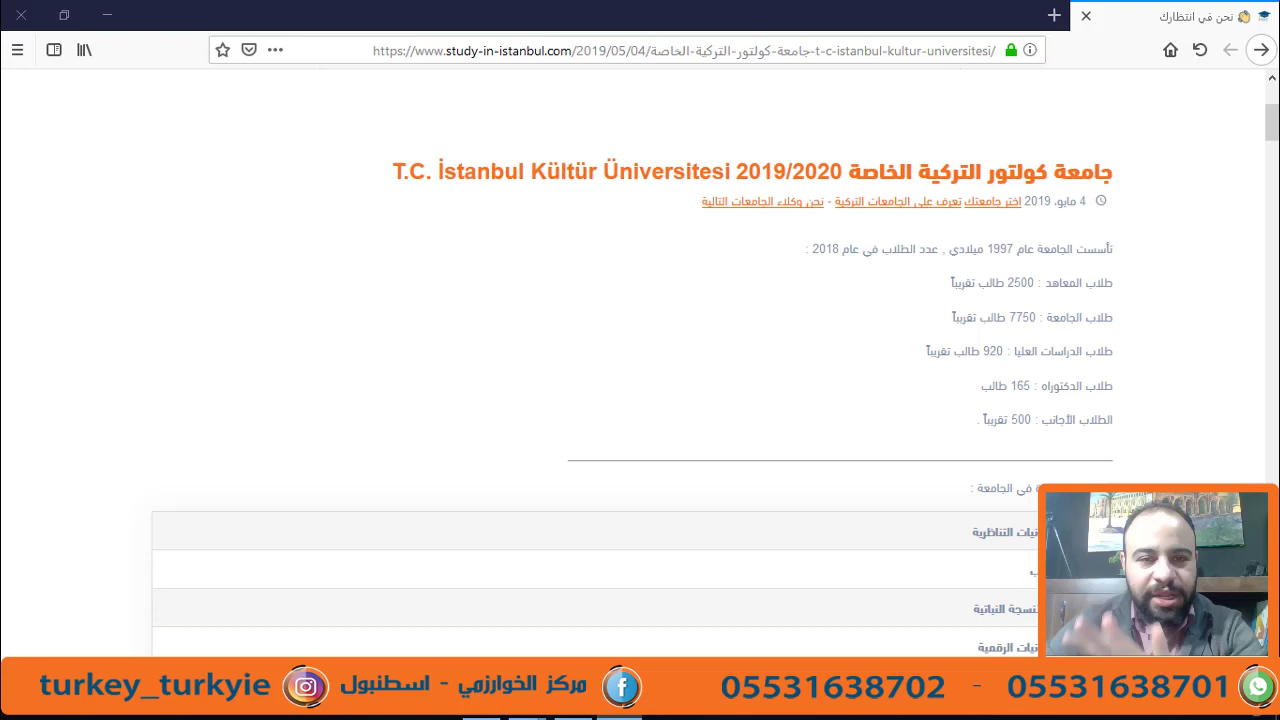 نحن في انتظارك
https://www.study-in-istanbul.com/2019/05/04/جامعة-كولتور-التركية-الخاصة-t-c-istanbul-kultur-universitesi/
جامعة كولتور التركية الخاصة T.C. İstanbul Kültür Üniversitesi 2019/2020
4 مايو، 2019 اختر جامعتك تعرف على الجامعات التركية - نحن وكلاء الجامعات التالية
تأسست الجامعة عام 1997 ميلادي , عدد الطلاب في عام 2018 :
طلاب المعاهد : 2500 طالب تقريباً
طلاب الجامعة : 7750 طالب تقريباً
طلاب الدراسات العليا : 920 طالب تقريباً
طلاب الدكتوراه : 165 طالب
الطلاب الأجانب : 500 تقريباً .
في الجامعة :
التناظرية
النباتية
الرقمية
05531638701 - 05531638702 مركز الخوارزمي - اسطنبول turkey_turkyie